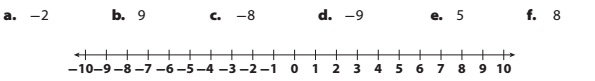 a. −2 b. 9 c. −8 d. −9 e. 5 f. 8
−10 −9 −8 −7 −6 −5 −4 −3 −2 −1 0 1 2 3 4 5 6 7 8 9 10